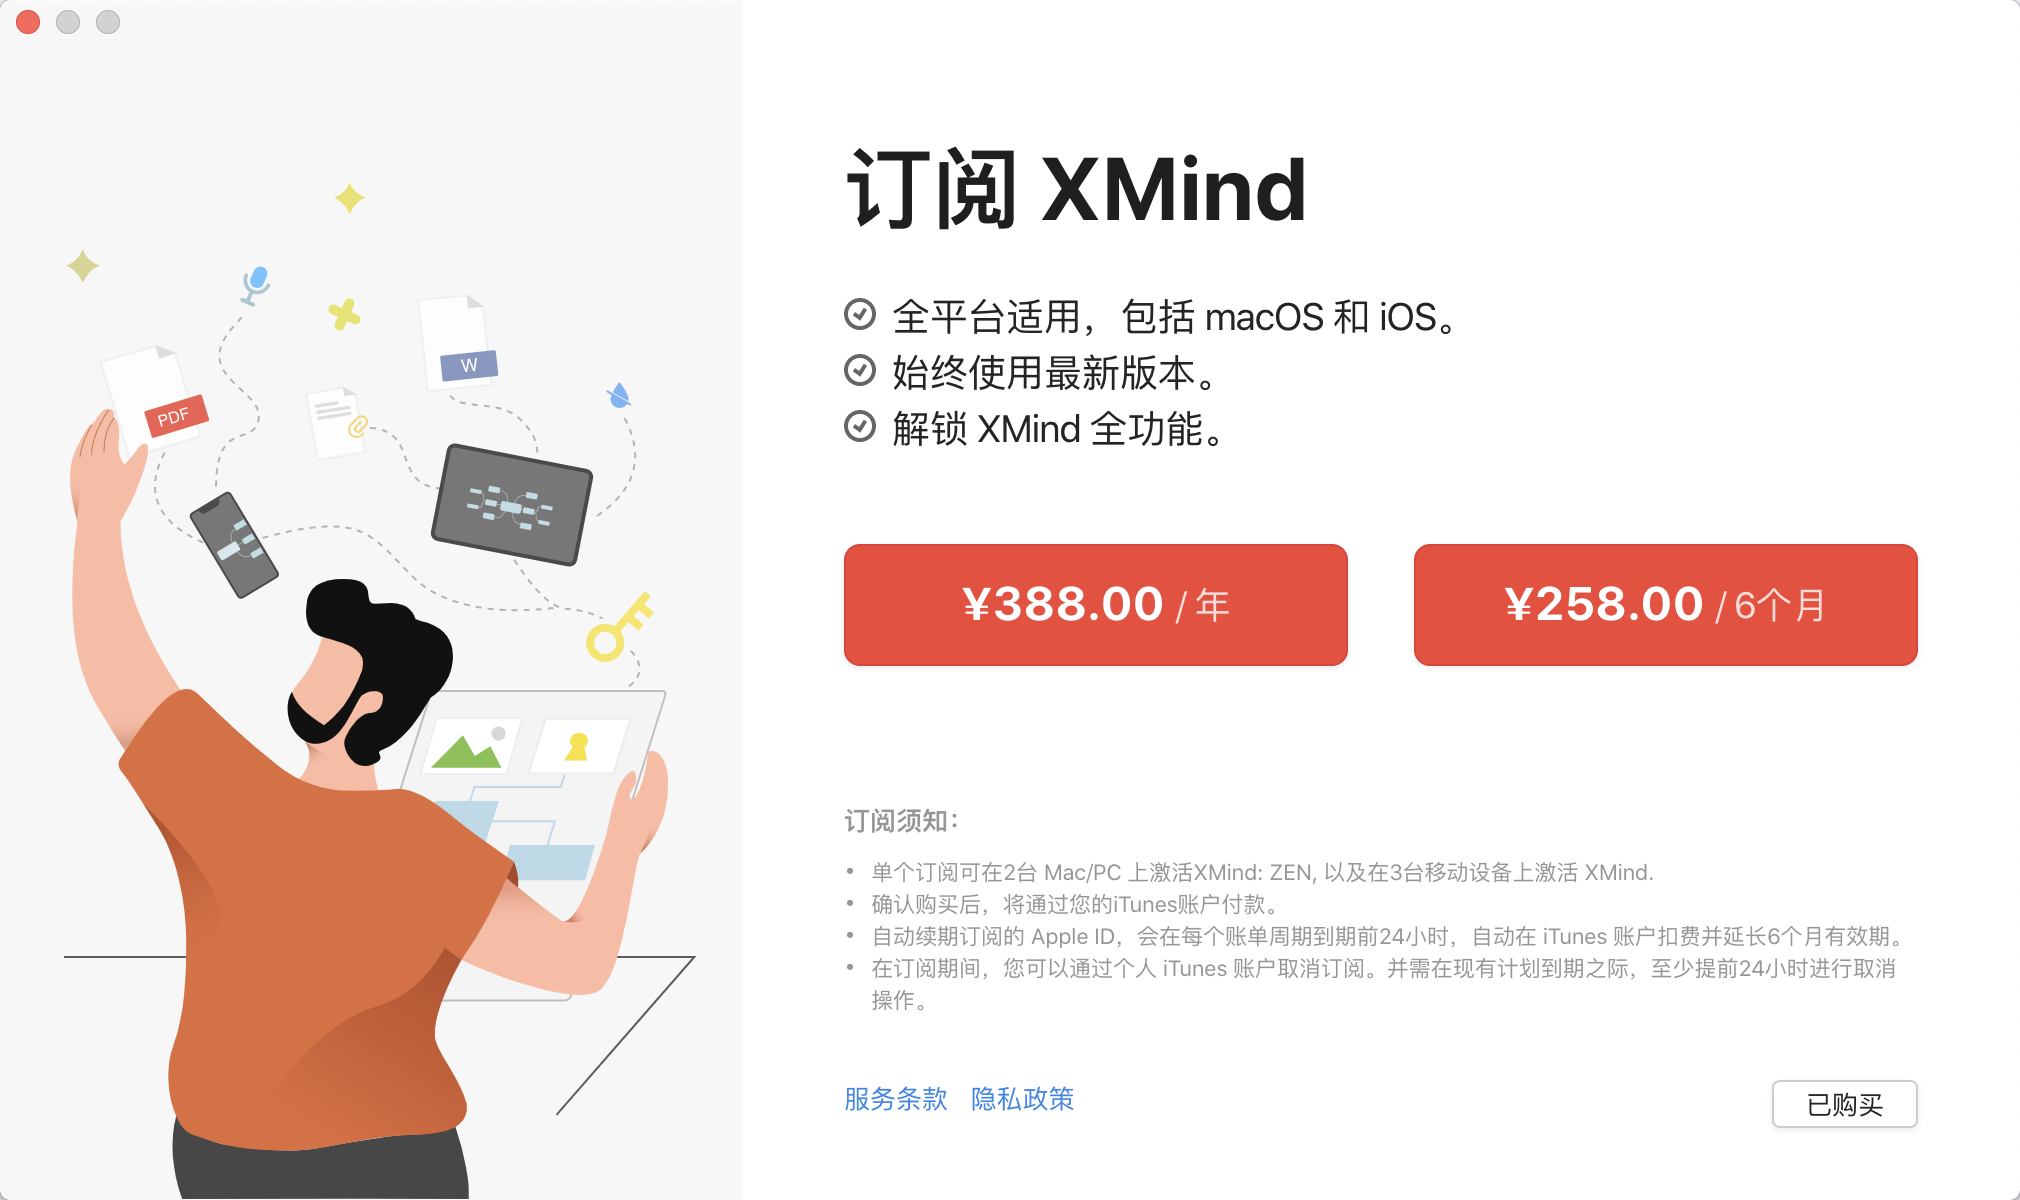 订阅 XMind
全平台适用，包括 macOS 和 iOS。
始终使用最新版本。
解锁 XMind 全功能。
PDF
W
¥388.00 / 年
¥258.00 / 6个月
订阅须知：
• 单个订阅可在2台 Mac/PC 上激活XMind: ZEN, 以及在3台移动设备上激活 XMind.
• 确认购买后，将通过您的iTunes账户付款。
• 自动续期订阅的 Apple ID，会在每个账单周期到期前24小时，自动在 iTunes 账户扣费并延长6个月有效期。
• 在订阅期间，您可以通过个人 iTunes 账户取消订阅。并需在现有计划到期之际，至少提前24小时进行取消
操作。
服务条款 隐私政策
已购买